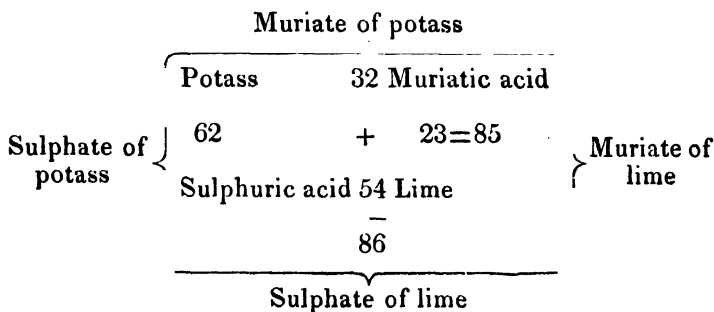 Muriate of potass
Potass 32 Muriatic acid
Sulphate of potass
62 + 23=85
Muriate of lime
Sulphuric acid 54 Lime
86
Sulphate of lime